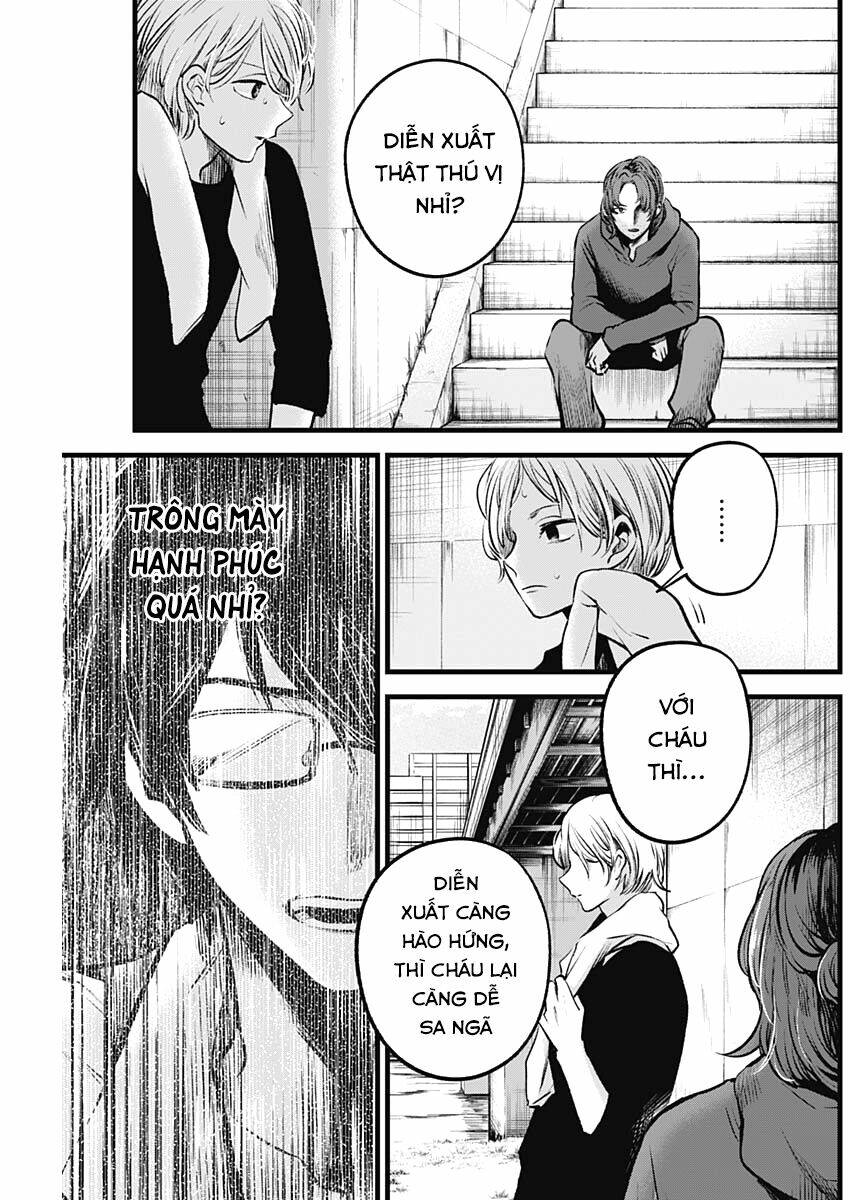 DIỄN XUẤT
THẬT THÚ VỊ
NHỈ?
......
VỚI
CHÁU
THÌ...
DIỄN
XUẤT CÀNG
HÀO HỨNG,
THÌ CHÁU LẠI
CÀNG DỄ
SA NGÃ
TRÔNG MÀY
HẠNH PHÚC
QUÁ NHỈ?